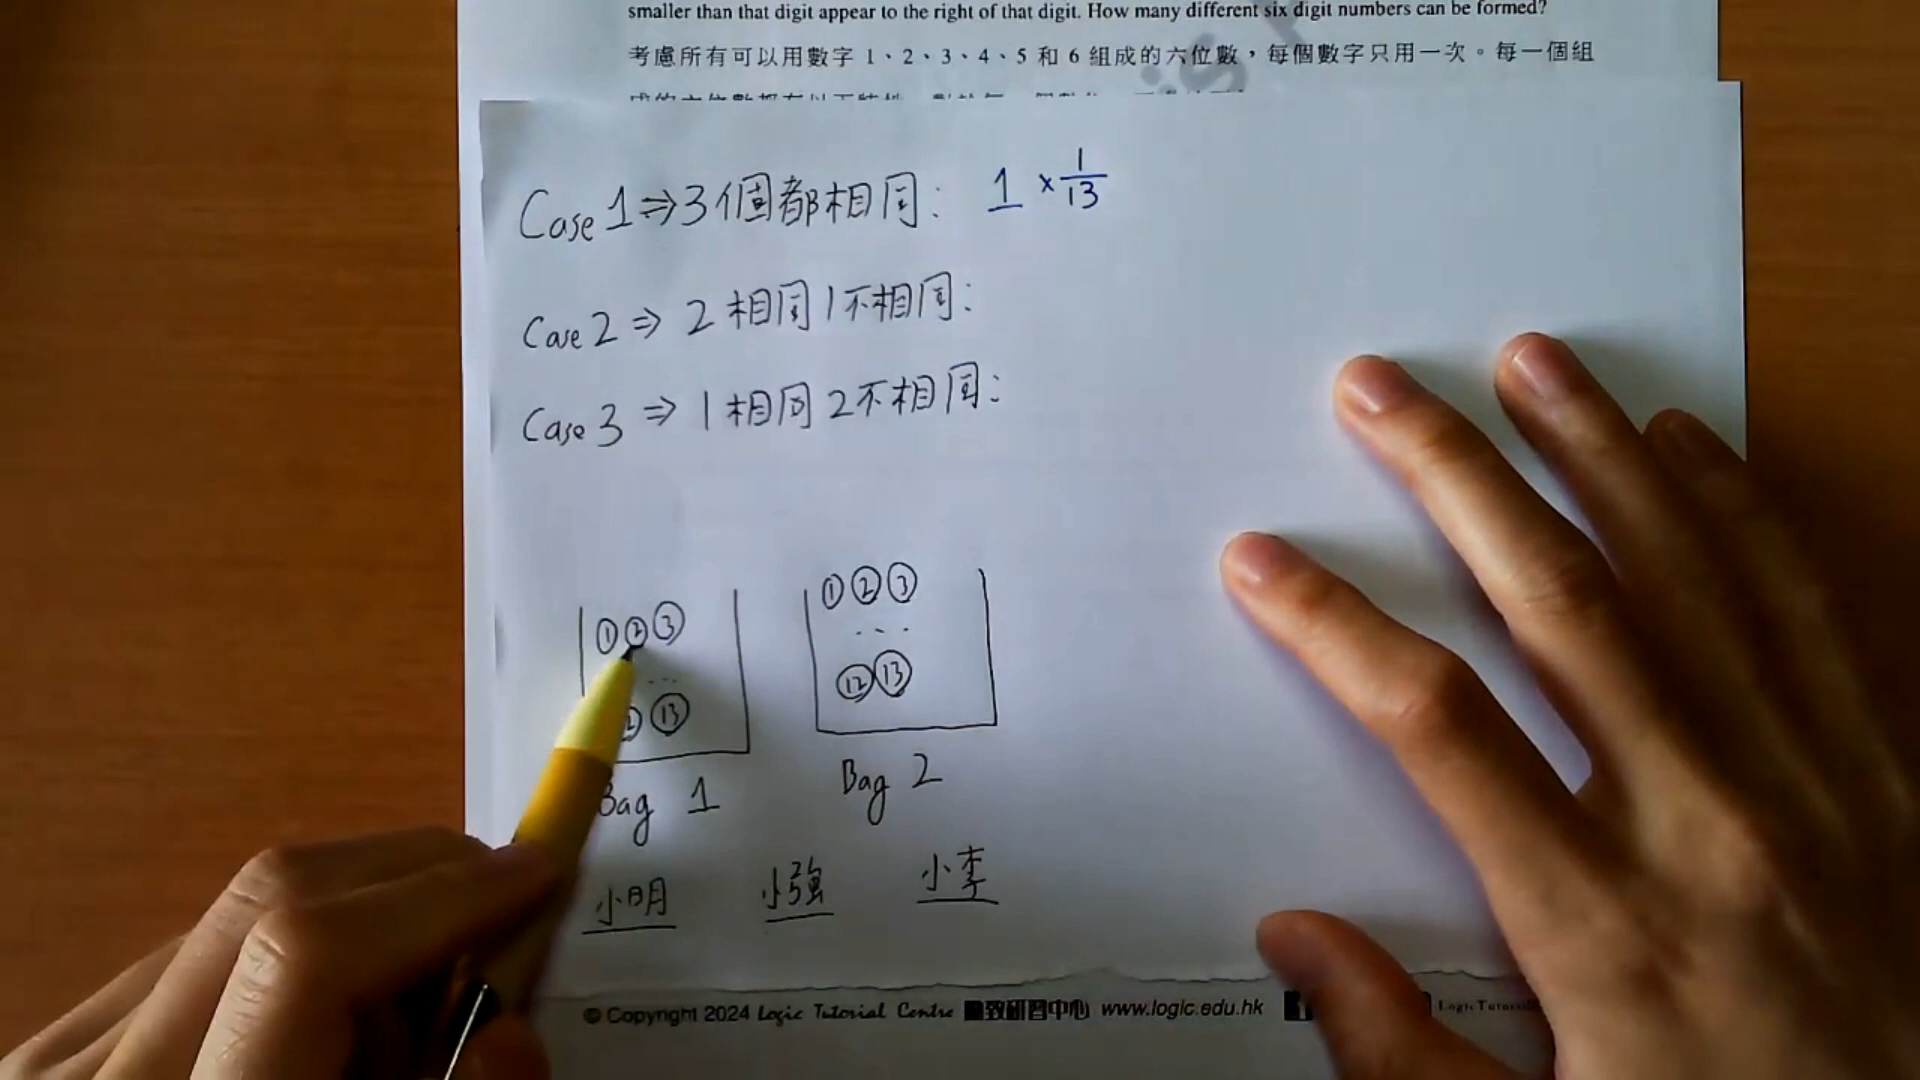 smaller than that digit appear to the right of that digit. How many different six digit numbers can be formed?
考慮所有可以用數字 1、2、3、4、5 和 6 組成的六位數，每個數字只用一次。每一個組
Case 1 ⇒ 3 個都相同： 1 × 1/13
Case 2 ⇒ 2 相同 1 不相同：
Case 3 ⇒ 1 相同 2 不相同：
① ② ③
... 
⑬
Bag 1
① ② ③
...
⑫ ⑬
Bag 2
小明 小強 小李
© Copyright 2024 Logic Tutorial Centre 致研習中心 www.logic.edu.hk